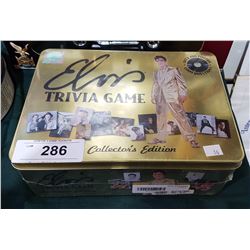 Elvis
TRIVIA GAME
Collector's Edition
286